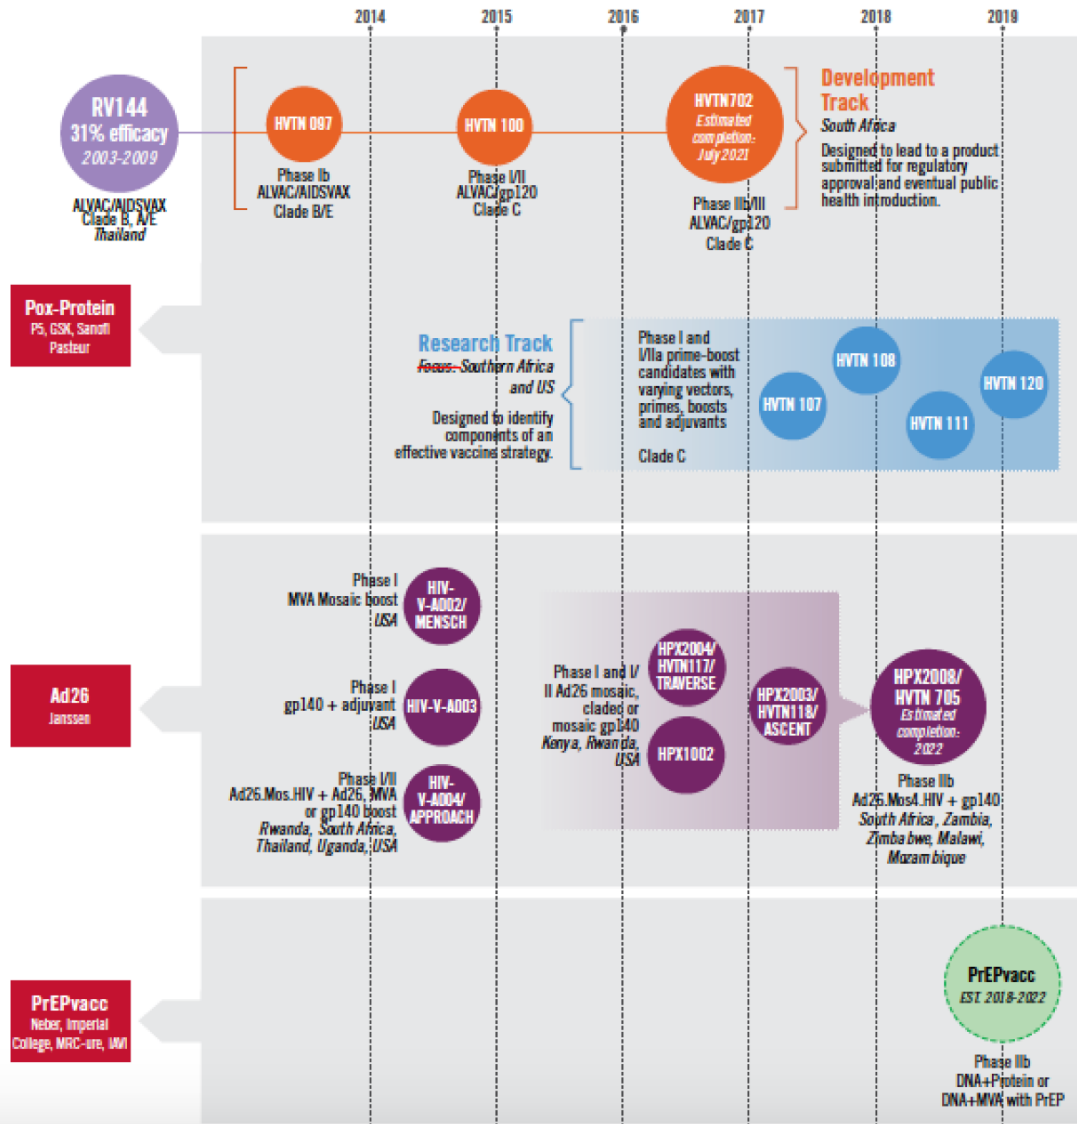 2014 2015 2016 2017 2018 2019
RV144
31% efficacy
2003-2009
ALVAC/AIDSVAX
Clade B, A/E
Thailand
HVTN 097
Phase Ib
ALVAC/AIDSVAX
Clade B/E
HVTN 100
Phase I/II
ALVAC/gp120
Clade C
HVTN702
Estimated
completion:
July 2021
Phase IIb/III
ALVAC/gp120
Clade C
Development
Track
South Africa
Designed to lead to a product
submitted for regulatory
approval and eventual public
health introduction.
Pox-Protein
P5, GSK, Sanofi
Pasteur
Research Track
Focus: Southern Africa
and US
Designed to identify
components of an
effective vaccine strategy.
Phase I and
I/IIa prime-boost
candidates with
varying vectors,
primes, boosts
and adjuvants
Clade C
HVTN 107
HVTN 108
HVTN 111
HVTN 120
Ad26
Janssen
Phase I
MVA Mosaic boost
USA
HIV-
V-A002/
MENSCH
Phase I
gp140 + adjuvant
USA
HIV-V-A003
Phase I/II
Ad26.Mos.HIV + Ad26, MVA
or gp140 boost
Rwanda, South Africa,
Thailand, Uganda, USA
HIV-
V-A004/
APPROACH
Phase I and I/
II Ad26 mosaic,
claded or
mosaic gp140
Kenya, Rwanda,
USA
HPX2004/
HVTN117/
TRAVERSE
HPX1002
HPX2003/
HVTN118/
ASCENT
HPX2008/
HVTN 705
Estimated
completion:
2022
Phase IIb
Ad26.Mos4.HIV + gp140
South Africa, Zambia,
Zimbabwe, Malawi,
Mozambique
PrEPvacc
Neber, Imperial
College, MRC-ure, IAVI
PrEPvacc
EST. 2018-2022
Phase IIb
DNA+Protein or
DNA+MVA with PrEP